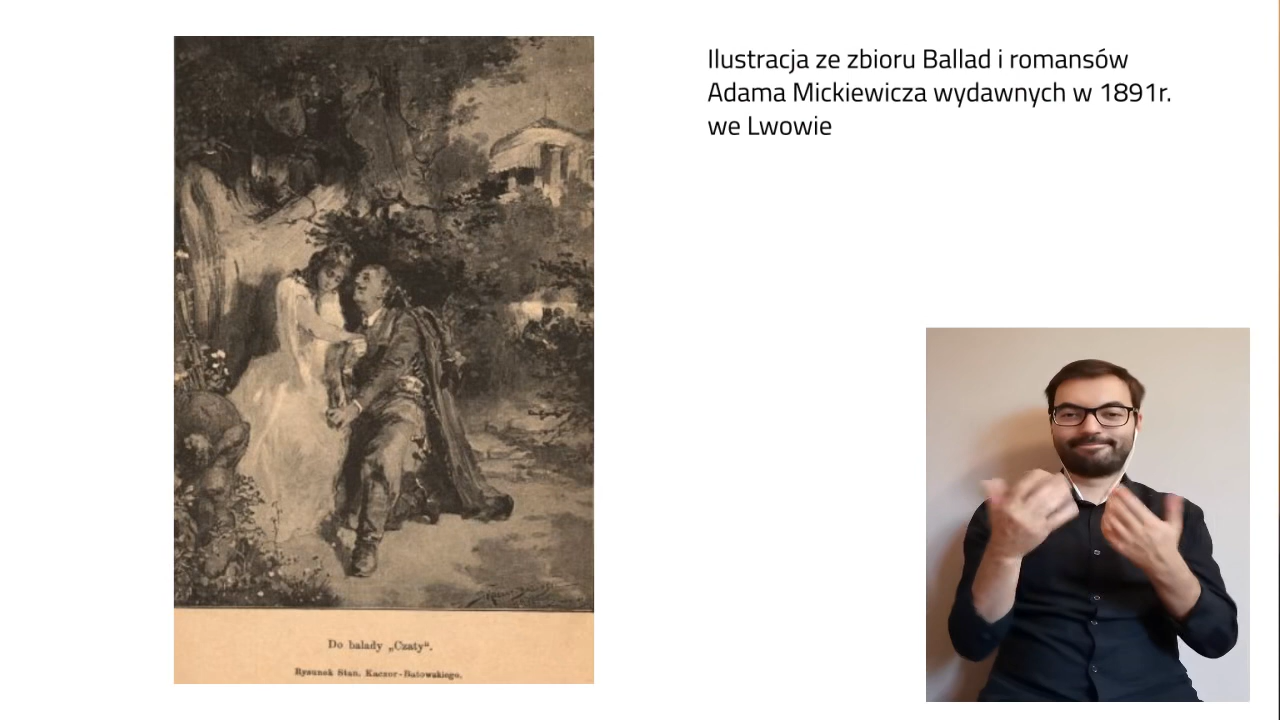 Ilustracja ze zbioru Ballad i romansów
Adama Mickiewicza wydawnych w 1891r.
we Lwowie
Do balady „Czaty“.
Rysunek Stan. Kaczor-Batowskiego.